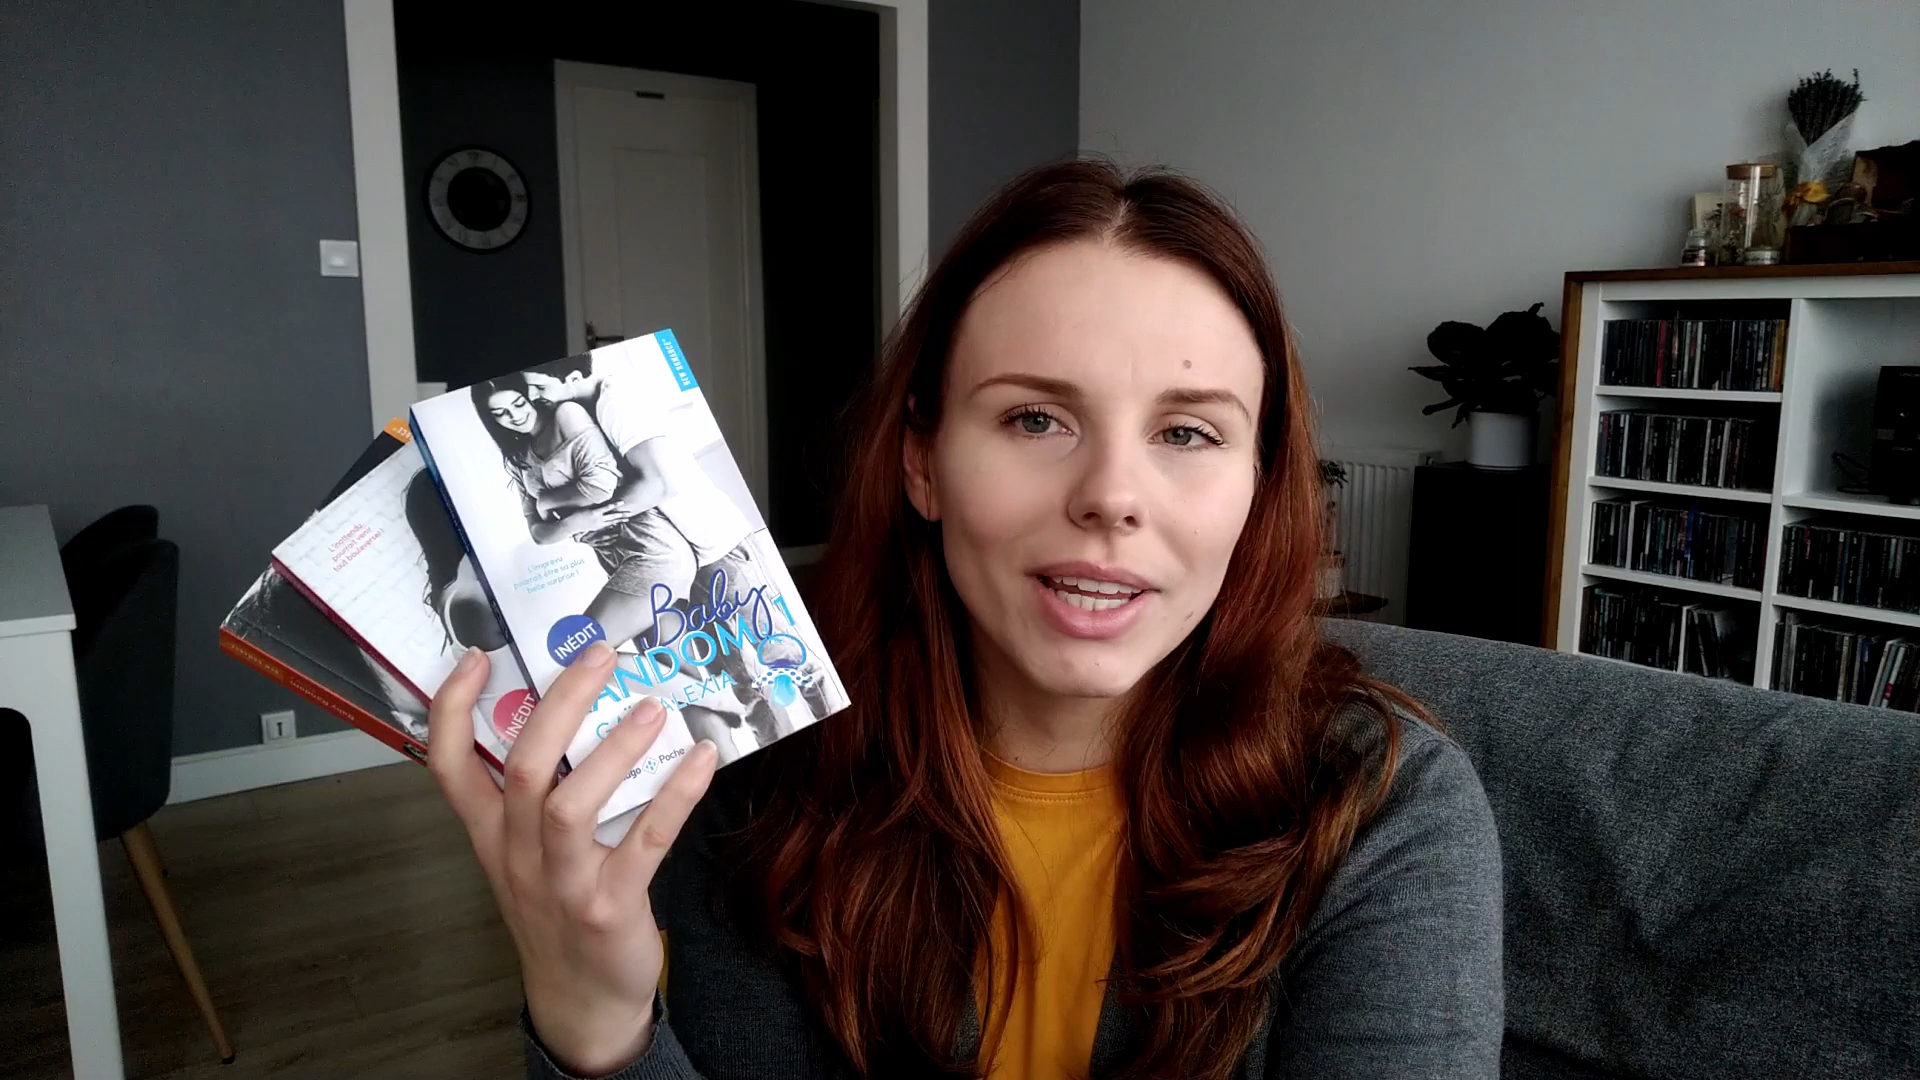 NEW ROMANCE®
L'imprévu
pourrait être sa plus
belle surprise !
INÉDIT
Baby
ANDOM 1
ALEXIA
Poche
L'inattendu
pourrait venir
tout bouleverser !
INÉDIT